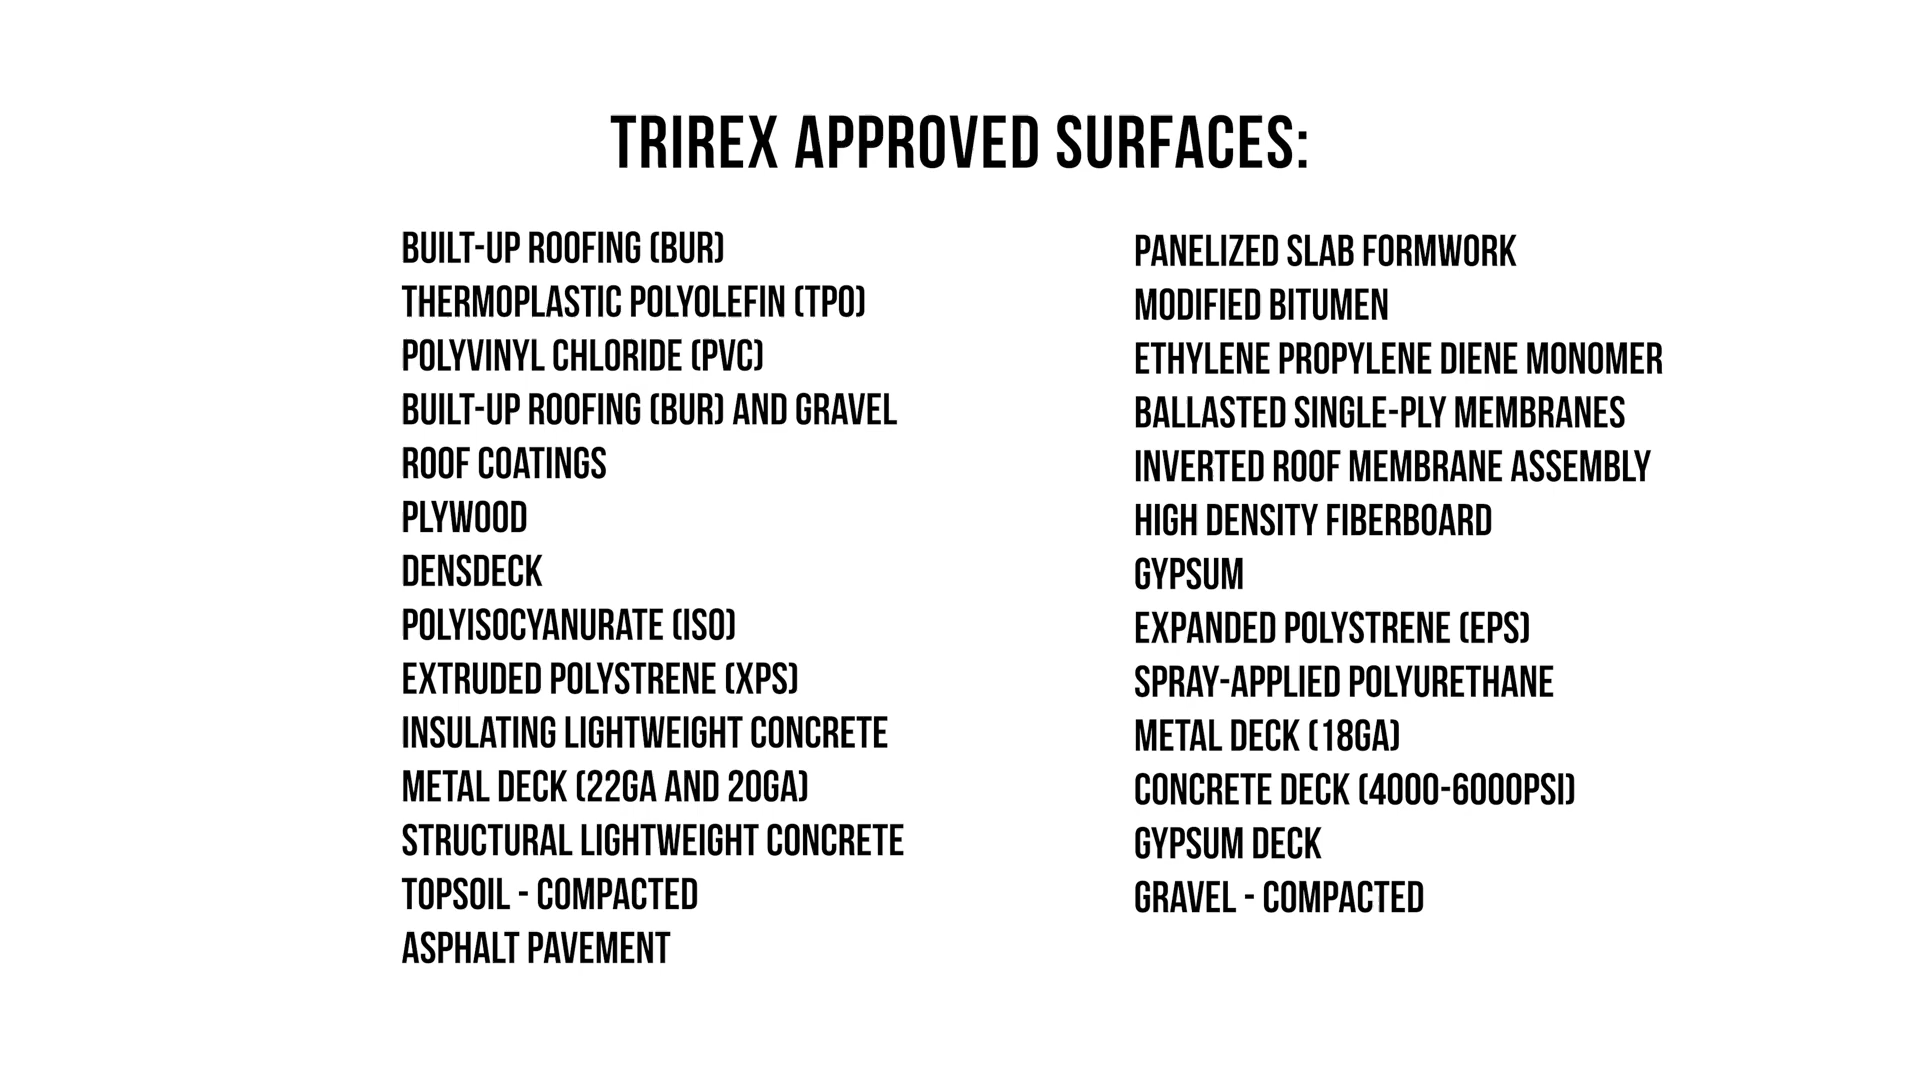 TRIREX APPROVED SURFACES:
BUILT-UP ROOFING (BUR)
THERMOPLASTIC POLYOLEFIN (TPO)
POLYVINYL CHLORIDE (PVC)
BUILT-UP ROOFING (BUR) AND GRAVEL
ROOF COATINGS
PLYWOOD
DENSDECK
POLYISOCYANURATE (ISO)
EXTRUDED POLYSTRENE (XPS)
INSULATING LIGHTWEIGHT CONCRETE
METAL DECK (22GA AND 20GA)
STRUCTURAL LIGHTWEIGHT CONCRETE
TOPSOIL - COMPACTED
ASPHALT PAVEMENT
PANELIZED SLAB FORMWORK
MODIFIED BITUMEN
ETHYLENE PROPYLENE DIENE MONOMER
BALLASTED SINGLE-PLY MEMBRANES
INVERTED ROOF MEMBRANE ASSEMBLY
HIGH DENSITY FIBERBOARD
GYPSUM
EXPANDED POLYSTRENE (EPS)
SPRAY-APPLIED POLYURETHANE
METAL DECK (18GA)
CONCRETE DECK (4000-6000PSI)
GYPSUM DECK
GRAVEL - COMPACTED